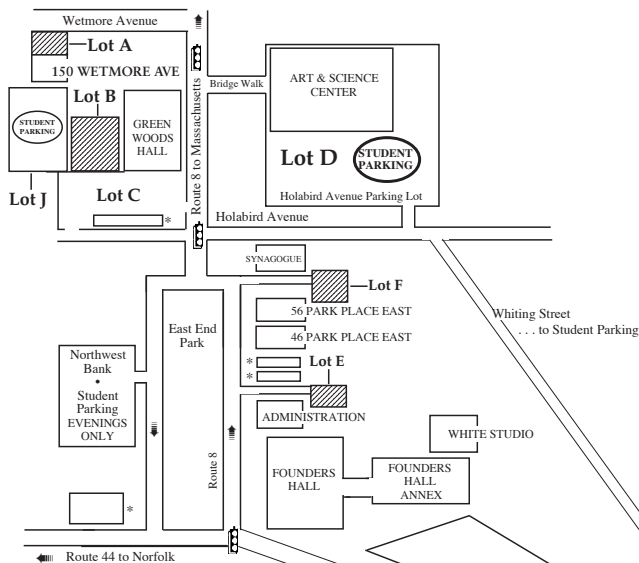 Wetmore Avenue
Lot A
150 WETMORE AVE
Lot B
STUDENT
PARKING
GREEN
WOODS
HALL
Lot J
Lot C
*
Route 8 to Massachusetts
Bridge Walk
ART & SCIENCE
CENTER
Lot D
STUDENT
PARKING
Holabird Avenue Parking Lot
Holabird Avenue
SYNAGOGUE
Lot F
56 PARK PLACE EAST
46 PARK PLACE EAST
Whiting Street
. . . to Student Parking
East End
Park
Northwest
Bank
•
Student
Parking
EVENINGS
ONLY
*
*
Lot E
ADMINISTRATION
WHITE STUDIO
Route 8
FOUNDERS
HALL
FOUNDERS
HALL
ANNEX
*
Route 44 to Norfolk